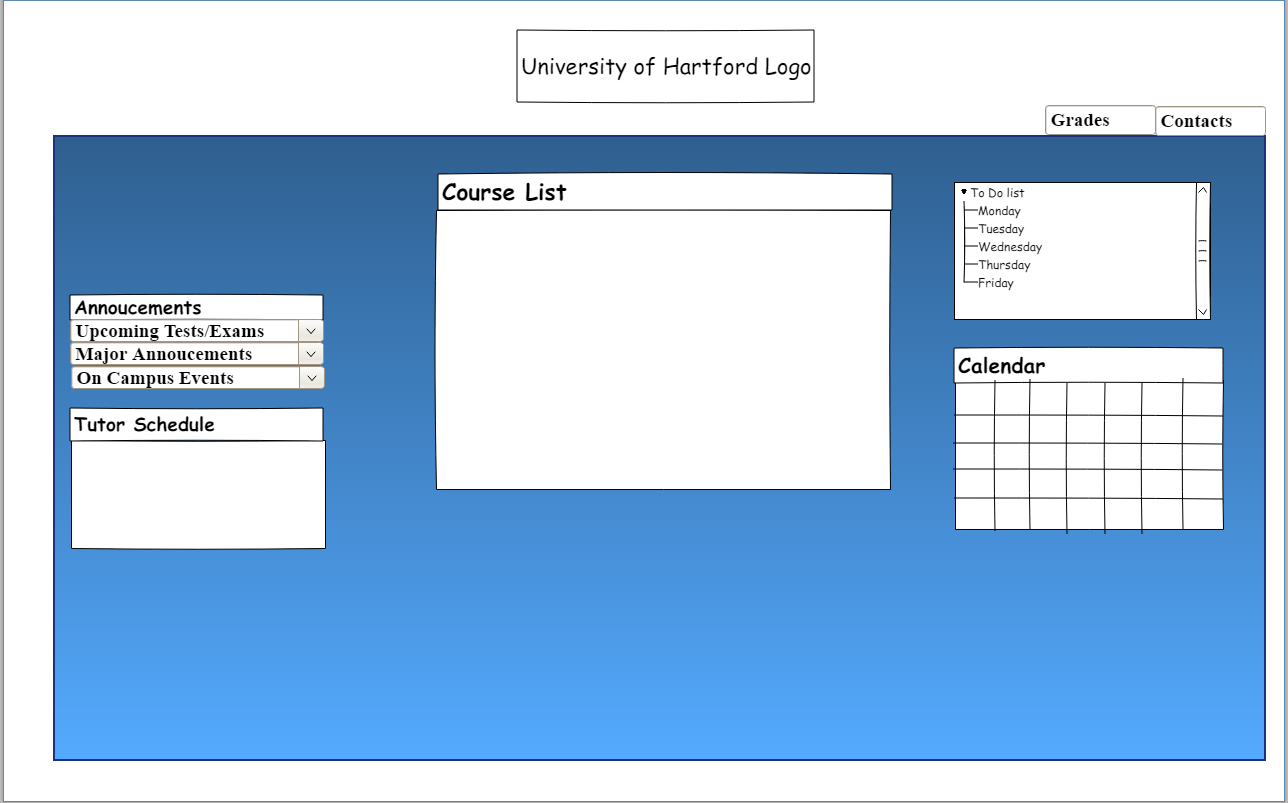 University of Hartford Logo
Grades
Contacts
Course List
To Do list
Monday
Tuesday
Wednesday
Thursday
Friday
Annoucements
Upcoming Tests/Exams
Major Annoucements
On Campus Events
Calendar
Tutor Schedule